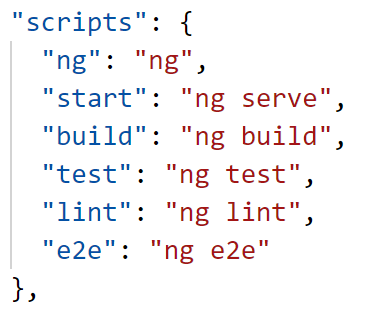 "scripts": {
"ng": "ng",
"start": "ng serve",
"build": "ng build",
"test": "ng test",
"lint": "ng lint",
"e2e": "ng e2e"
},